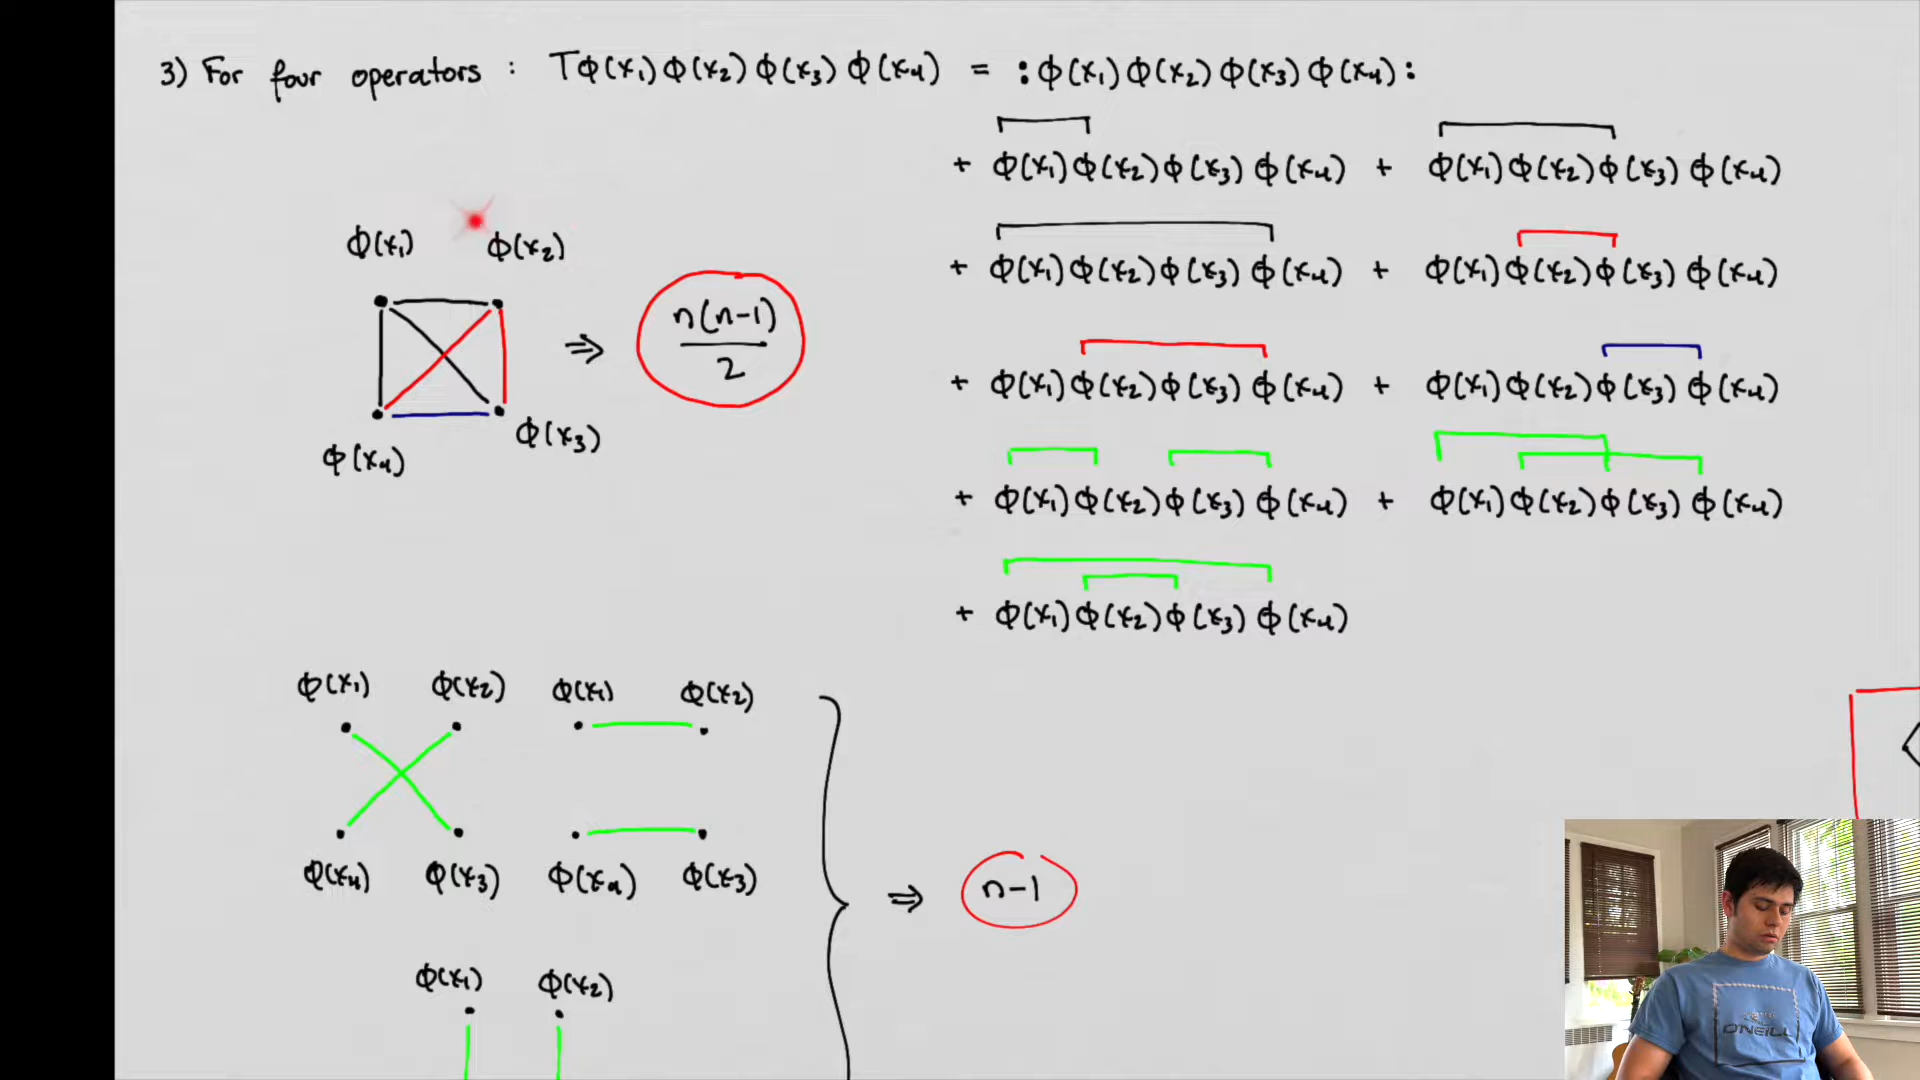 3) For four operators : Tϕ(x₁)ϕ(x₂)ϕ(x₃)ϕ(x₄) = :ϕ(x₁)ϕ(x₂)ϕ(x₃)ϕ(x₄):
+ ϕ(x₁)ϕ(x₂)ϕ(x₃)ϕ(x₄) + ϕ(x₁)ϕ(x₂)ϕ(x₃)ϕ(x₄)
+ ϕ(x₁)ϕ(x₂)ϕ(x₃)ϕ(x₄) + ϕ(x₁)ϕ(x₂)ϕ(x₃)ϕ(x₄)
+ ϕ(x₁)ϕ(x₂)ϕ(x₃)ϕ(x₄) + ϕ(x₁)ϕ(x₂)ϕ(x₃)ϕ(x₄)
+ ϕ(x₁)ϕ(x₂)ϕ(x₃)ϕ(x₄) + ϕ(x₁)ϕ(x₂)ϕ(x₃)ϕ(x₄)
+ ϕ(x₁)ϕ(x₂)ϕ(x₃)ϕ(x₄)
ϕ(x₁) ϕ(x₂)
⇒ n(n-1)
2
ϕ(x₄) ϕ(x₃)
ϕ(x₁) ϕ(x₂) ϕ(x₁) ϕ(x₂)
ϕ(x₄) ϕ(x₃) ϕ(x₄) ϕ(x₃)
⇒ n-1
ϕ(x₁) ϕ(x₂)
O'NEILL